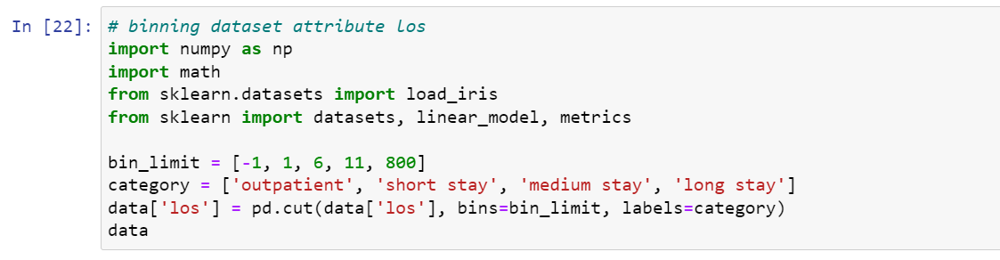 In [22]: # binning dataset attribute los
import numpy as np
import math
from sklearn.datasets import load_iris
from sklearn import datasets, linear_model, metrics
bin_limit = [-1, 1, 6, 11, 800]
category = ['outpatient', 'short stay', 'medium stay', 'long stay']
data['los'] = pd.cut(data['los'], bins=bin_limit, labels=category)
data